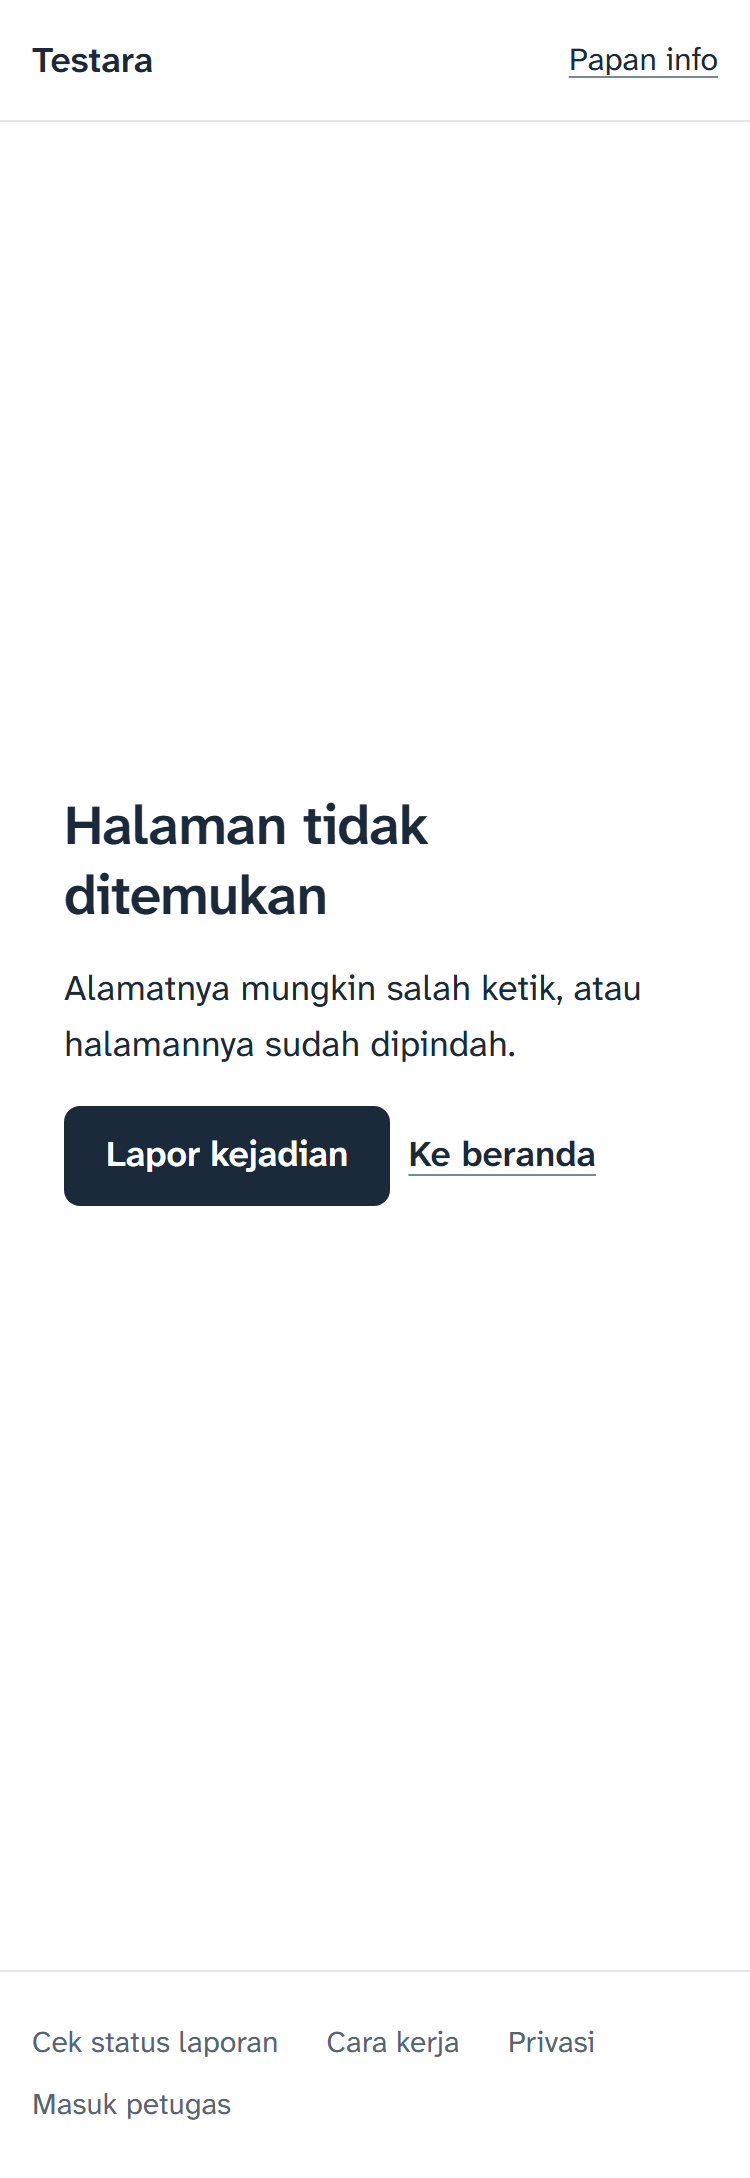 Testara
Papan info
Halaman tidak
ditemukan
Alamatnya mungkin salah ketik, atau
halamannya sudah dipindah.
Lapor kejadian
Ke beranda
Cek status laporan
Cara kerja
Privasi
Masuk petugas